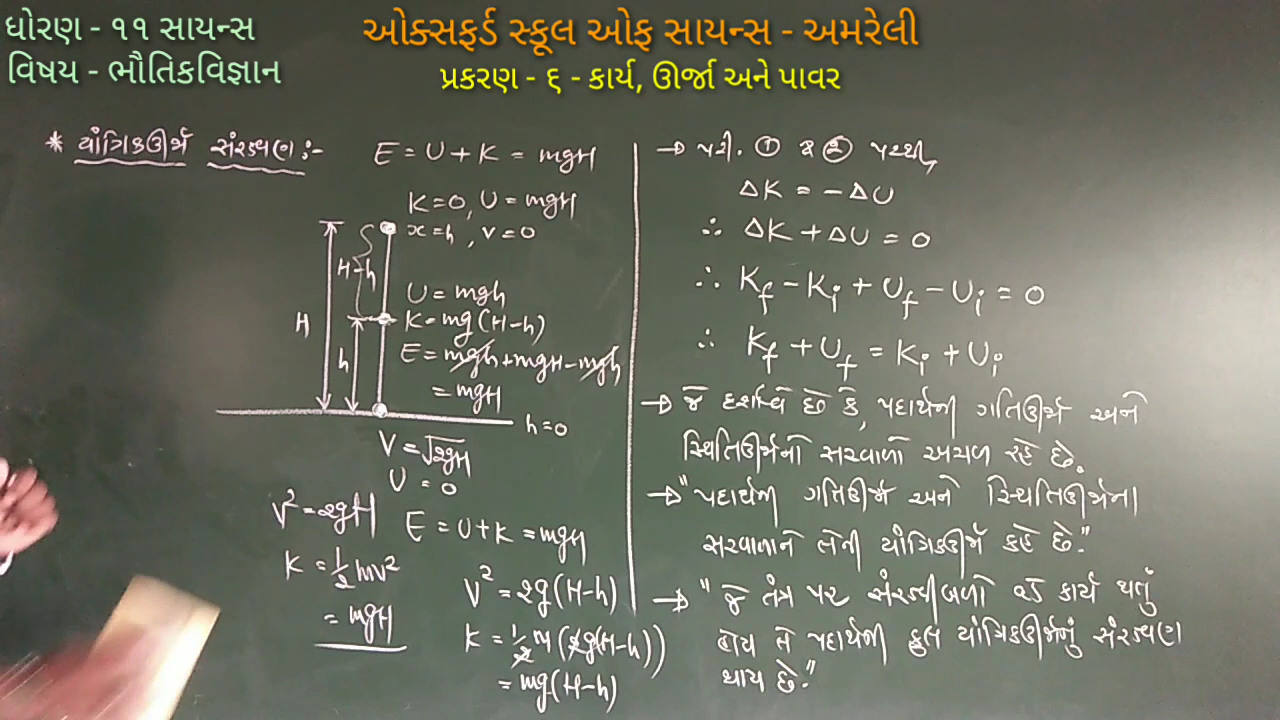 ધોરણ - ૧૧ સાયન્સ
વિષય - ભૌતિકવિજ્ઞાન
ઓક્સફર્ડ સ્કૂલ ઓફ સાયન્સ - અમરેલી
પ્રકરણ - ૬ - કાર્ય, ઊર્જા અને પાવર
* યાંત્રિકઊર્જા સંરક્ષણ :-
E = U + K = mgH
K = 0, U = mgH
x = h, v = 0
H-h
U = mgh
K = mg(H-h)
H
h
E = mgh + mgH - mgh
= mgH
h = 0
V = √2gH
U = 0
v² = 2gH
E = U + K = mgH
K = ½ mv²
= mgH
V² = 2g(H-h)
K = ½ m (2g(H-h))
= mg(H-h)
→ સમી. ① & ② પરથી,
ΔK = -ΔU
∴ ΔK + ΔU = 0
∴ Kf - Ki + Uf - Ui = 0
∴ Kf + Uf = Ki + Ui
→ જે દર્શાવે છે કે, પદાર્થની ગતિઊર્જા અને
સ્થિતિઊર્જાનો સરવાળો અચળ રહે છે.
→ "પદાર્થની ગતિઊર્જા અને સ્થિતિઊર્જાના
સરવાળાને તેની યાંત્રિકઊર્જા કહે છે."
→ "જે તંત્ર પર સંરક્ષીબળો વડે કાર્ય થતું
હોય તે પદાર્થની કુલ યાંત્રિકઊર્જાનું સંરક્ષણ
થાય છે."